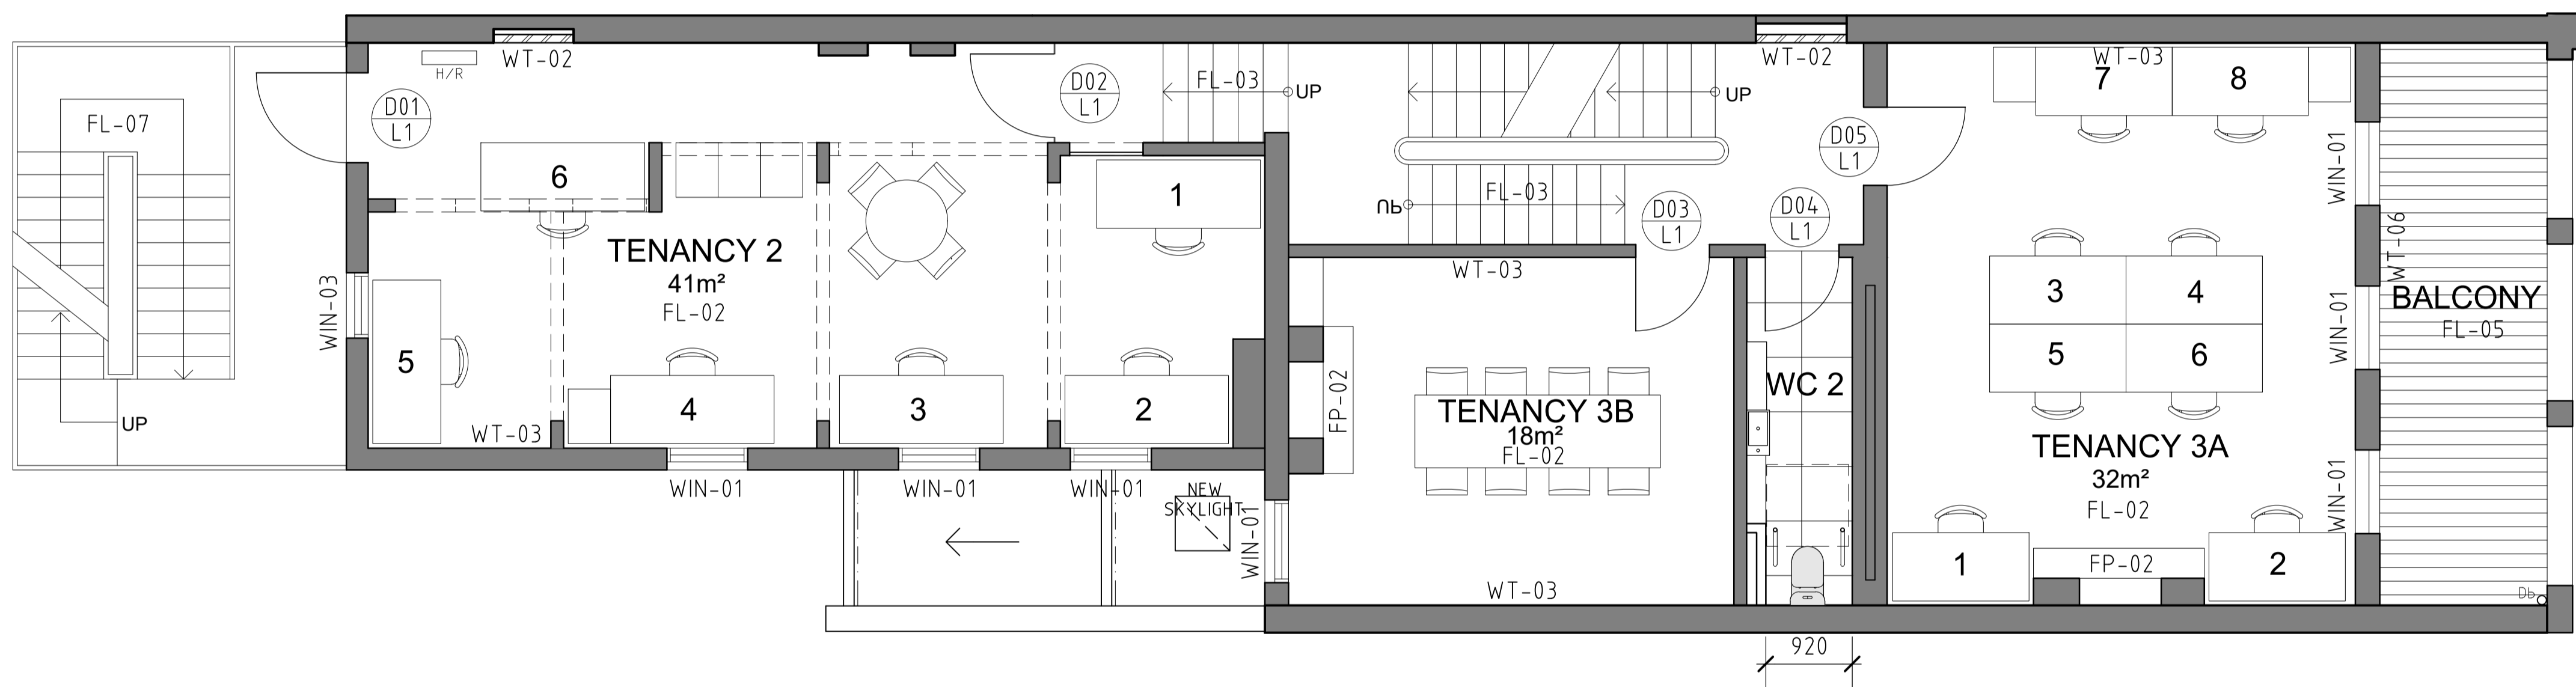 FL-07
UP
D01
L1
H/R
WT-02
D02
L1
FL-03
UP
6
TENANCY 2
41m²
FL-02
1
WIN-03
5
4
3
2
WT-03
WIN-01
WIN-01
WIN-01
NEW
SKYLIGHT
WIN-01
UP
FL-03
UP
WT-02
D03
L1
D04
L1
D05
L1
WT-03
FP-02
TENANCY 3B
18m²
FL-02
WT-03
WC 2
920
WT-03
7
8
3
4
5
6
TENANCY 3A
32m²
FL-02
1
FP-02
2
WIN-01
WIN-01
WIN-01
WT-06
BALCONY
FL-05
Db